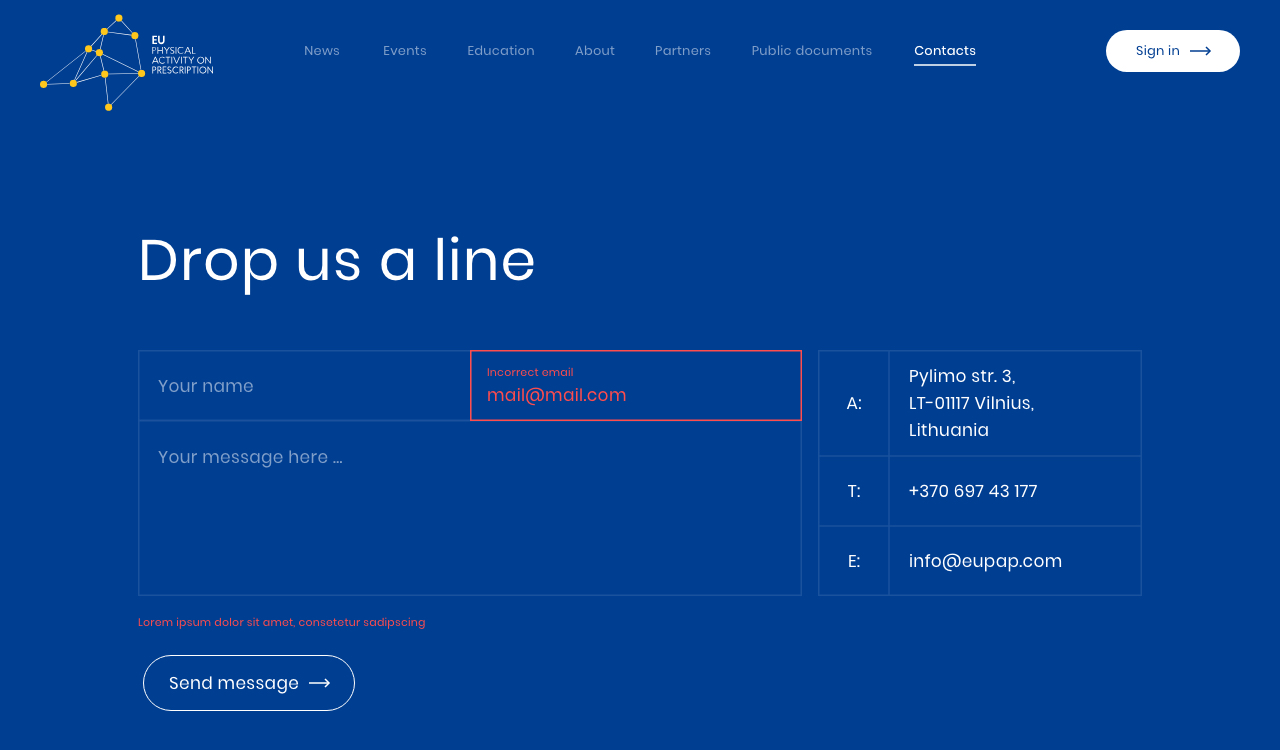 EU
PHYSICAL
ACTIVITY ON
PRESCRIPTION
News
Events
Education
About
Partners
Public documents
Contacts
Sign in
Drop us a line
Your name
Incorrect email
mail@mail.com
Your message here ...
A:
Pylimo str. 3,
LT-01117 Vilnius,
Lithuania
T:
+370 697 43 177
E:
info@eupap.com
Lorem ipsum dolor sit amet, consetetur sadipscing
Send message